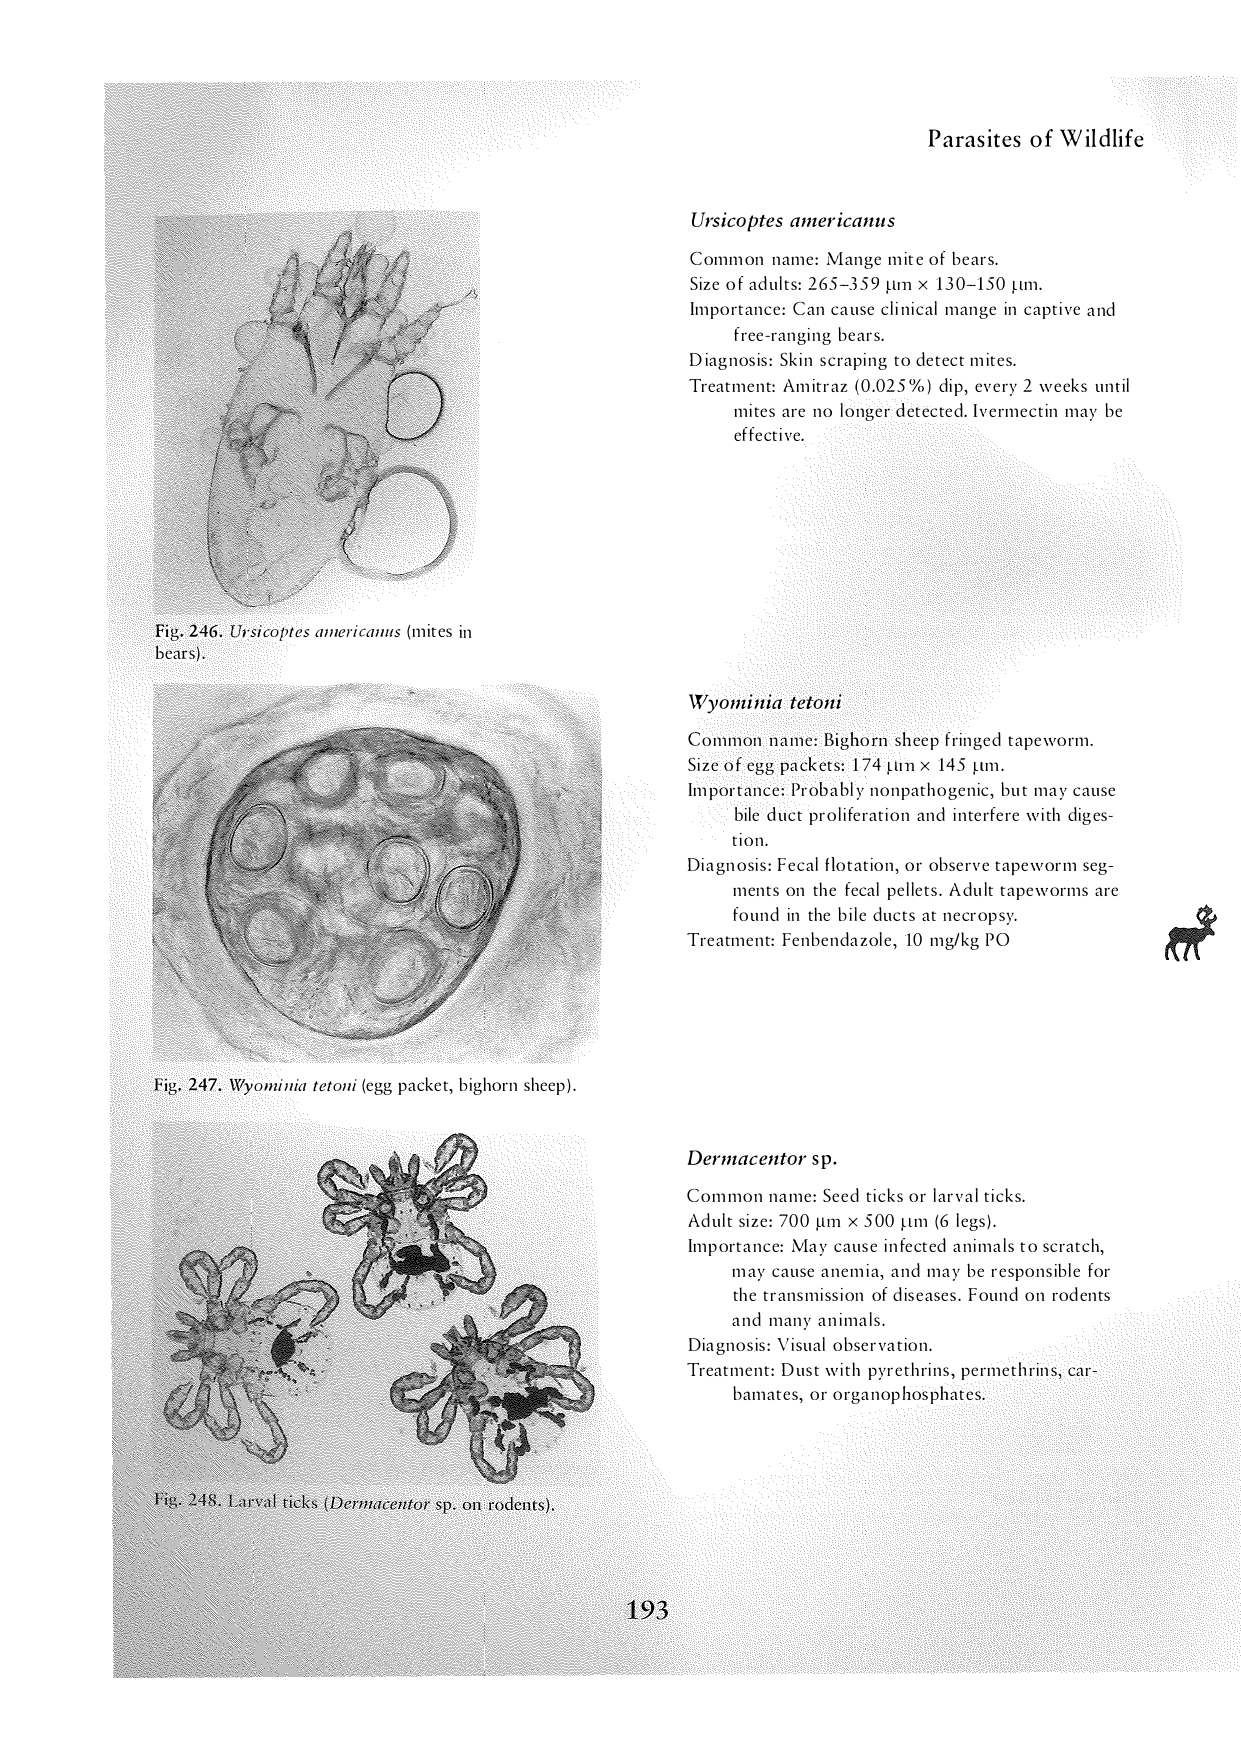 Parasites of Wildlife
Fig. 246. Ursicoptes americanus (mites in
bears).
Ursicoptes americanus
Common name: Mange mite of bears.
Size of adults: 265–359 µm × 130–150 µm.
Importance: Can cause clinical mange in captive and
free-ranging bears.
Diagnosis: Skin scraping to detect mites.
Treatment: Amitraz (0.025%) dip, every 2 weeks until
mites are no longer detected. Ivermectin may be
effective.
Fig. 247. Wyominia tetoni (egg packet, bighorn sheep).
Wyominia tetoni
Common name: Bighorn sheep fringed tapeworm.
Size of egg packets: 174 µm × 145 µm.
Importance: Probably nonpathogenic, but may cause
bile duct proliferation and interfere with diges-
tion.
Diagnosis: Fecal flotation, or observe tapeworm seg-
ments on the fecal pellets. Adult tapeworms are
found in the bile ducts at necropsy.
Treatment: Fenbendazole, 10 mg/kg PO
Fig. 248. Larval ticks (Dermacentor sp. on rodents).
Dermacentor sp.
Common name: Seed ticks or larval ticks.
Adult size: 700 µm × 500 µm (6 legs).
Importance: May cause infected animals to scratch,
may cause anemia, and may be responsible for
the transmission of diseases. Found on rodents
and many animals.
Diagnosis: Visual observation.
Treatment: Dust with pyrethrins, permethrins, car-
bamates, or organophosphates.
193